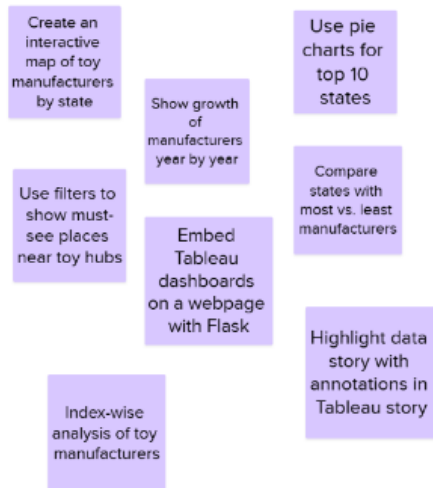 Create an
interactive
map of toy
manufacturers
by state
Use pie
charts for
top 10
states
Show growth
of
manufacturers
year by year
Compare
states with
most vs. least
manufacturers
Use filters to
show must-
see places
near toy hubs
Embed
Tableau
dashboards
on a webpage
with Flask
Highlight data
story with
annotations in
Tableau story
Index-wise
analysis of toy
manufacturers